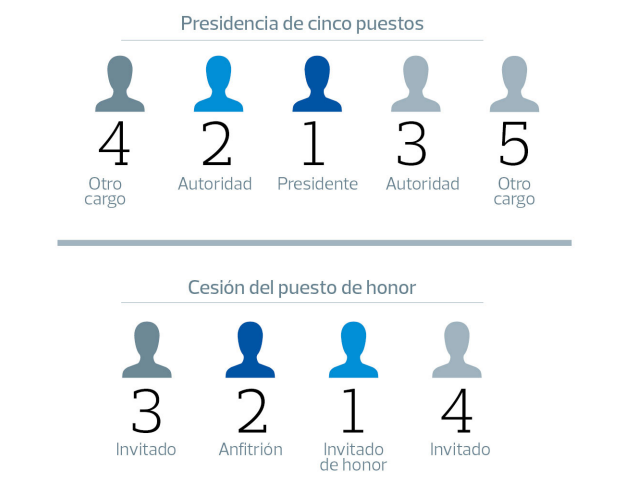 Presidencia de cinco puestos
4 2 1 3 5
Otro cargo Autoridad Presidente Autoridad Otro cargo
Cesión del puesto de honor
3 2 1 4
Invitado Anfitrión Invitado de honor Invitado